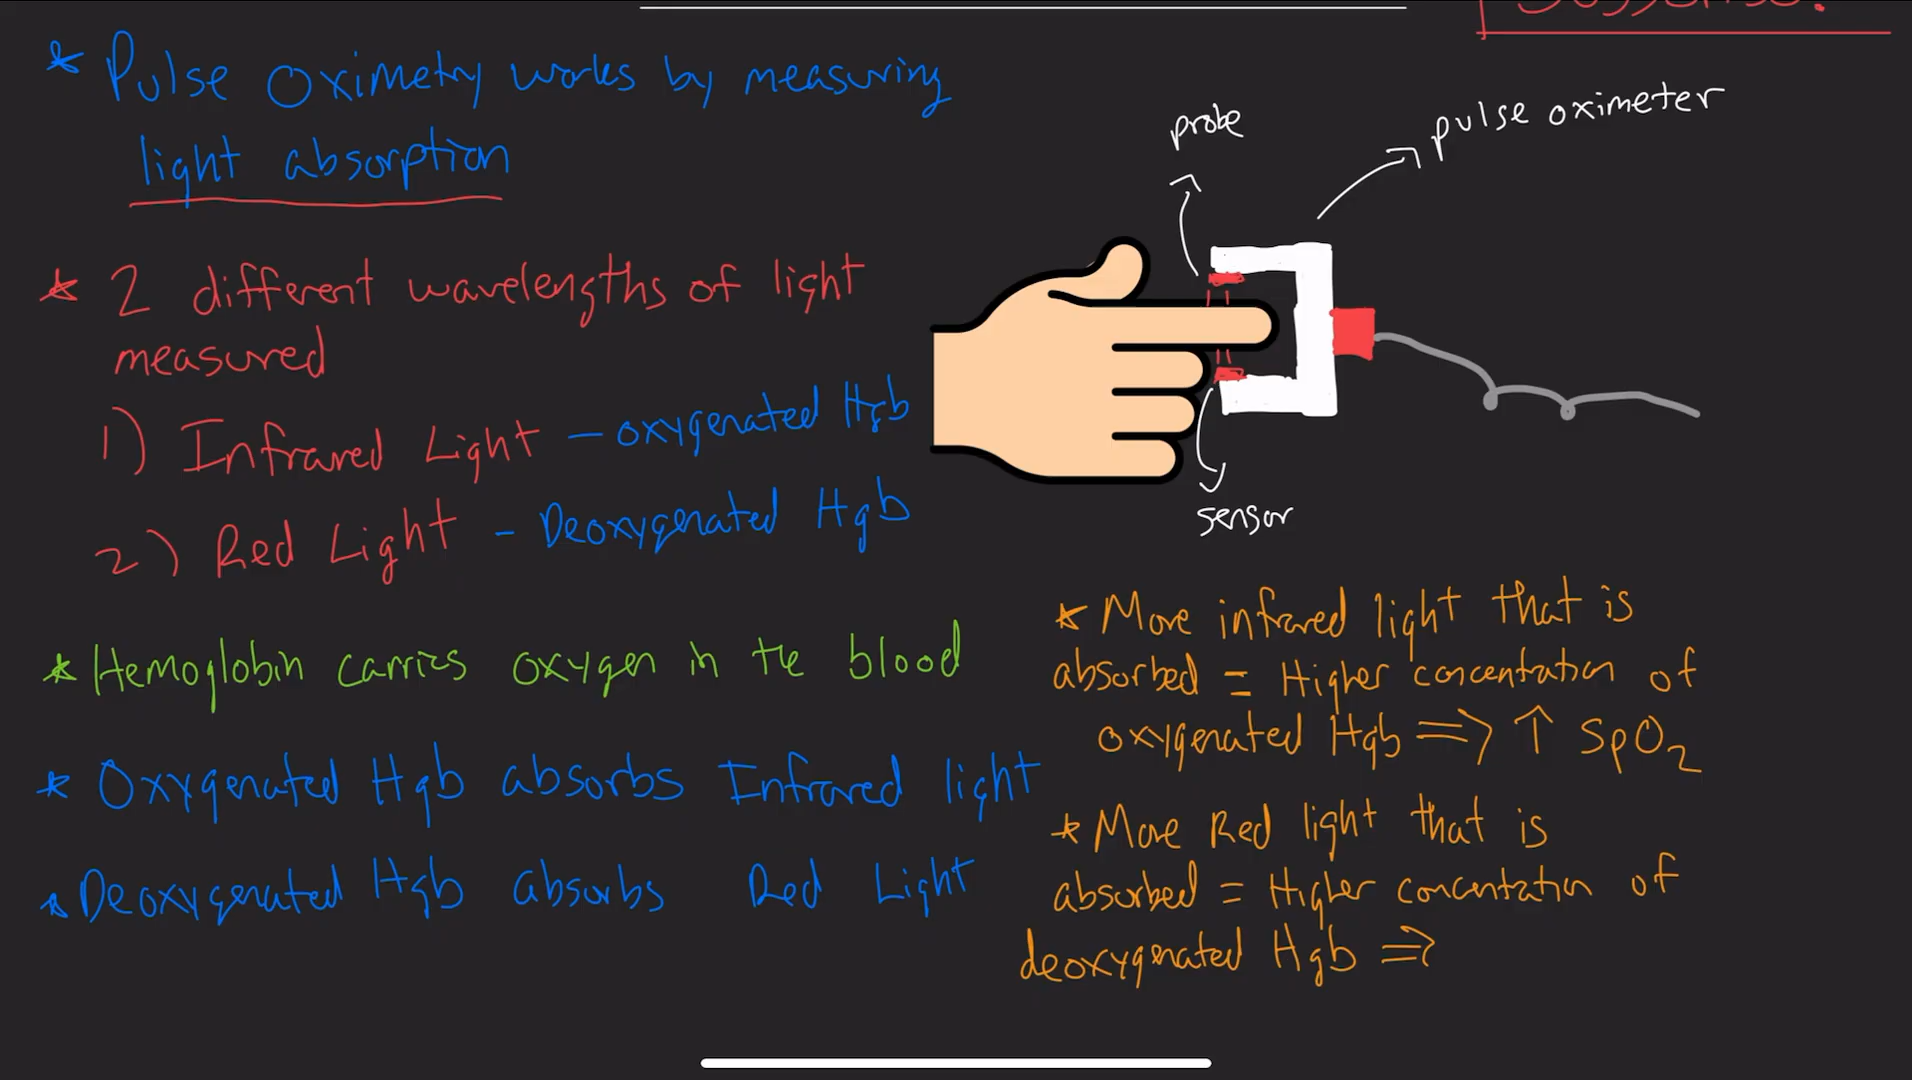 * Pulse Oximetry works by measuring
light absorption
* 2 different wavelengths of light
measured
1) Infrared Light – oxygenated Hgb
2) Red Light - Deoxygenated Hgb
* Hemoglobin carries oxygen in the blood
* Oxygenated Hgb absorbs Infrared light
* Deoxygenated Hgb absorbs Red Light
probe
pulse oximeter
sensor
* More infrared light that is
absorbed = Higher concentration of
oxygenated Hgb ⇒ ↑ SpO2
* More Red light that is
absorbed = Higher concentration of
deoxygenated Hgb ⇒